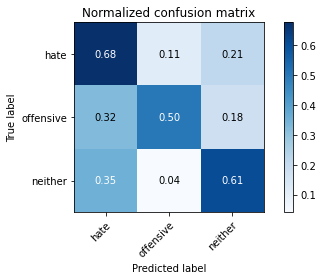 Normalized confusion matrix
True label
hate
0.68 0.11 0.21
offensive
0.32 0.50 0.18
neither
0.35 0.04 0.61
hate offensive neither
Predicted label
0.6
0.5
0.4
0.3
0.2
0.1